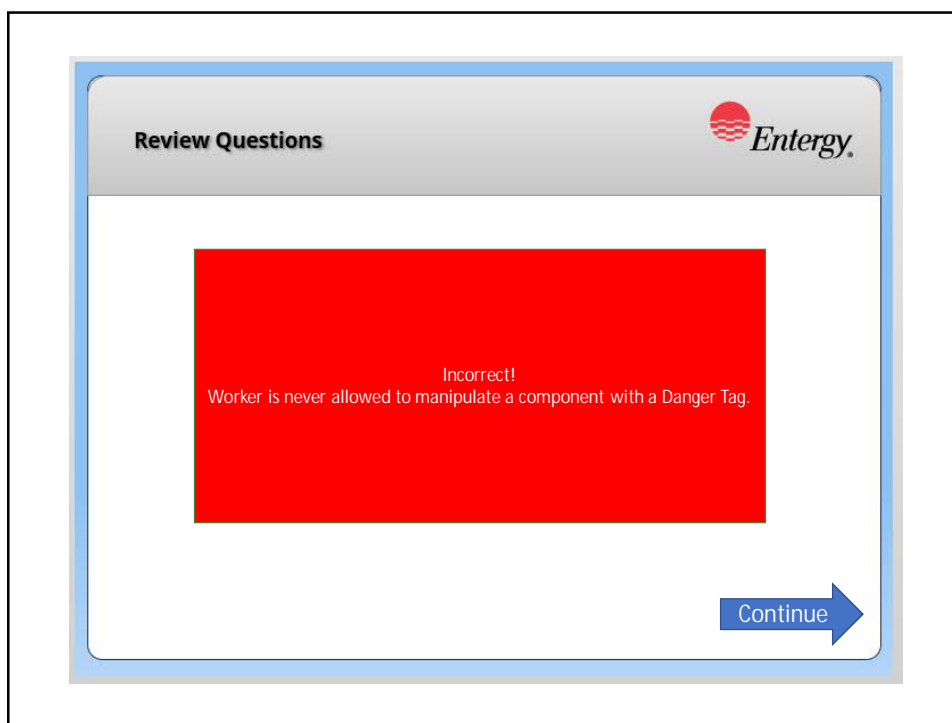 Review Questions
Entergy®
Incorrect!
Worker is never allowed to manipulate a component with a Danger Tag.
Continue